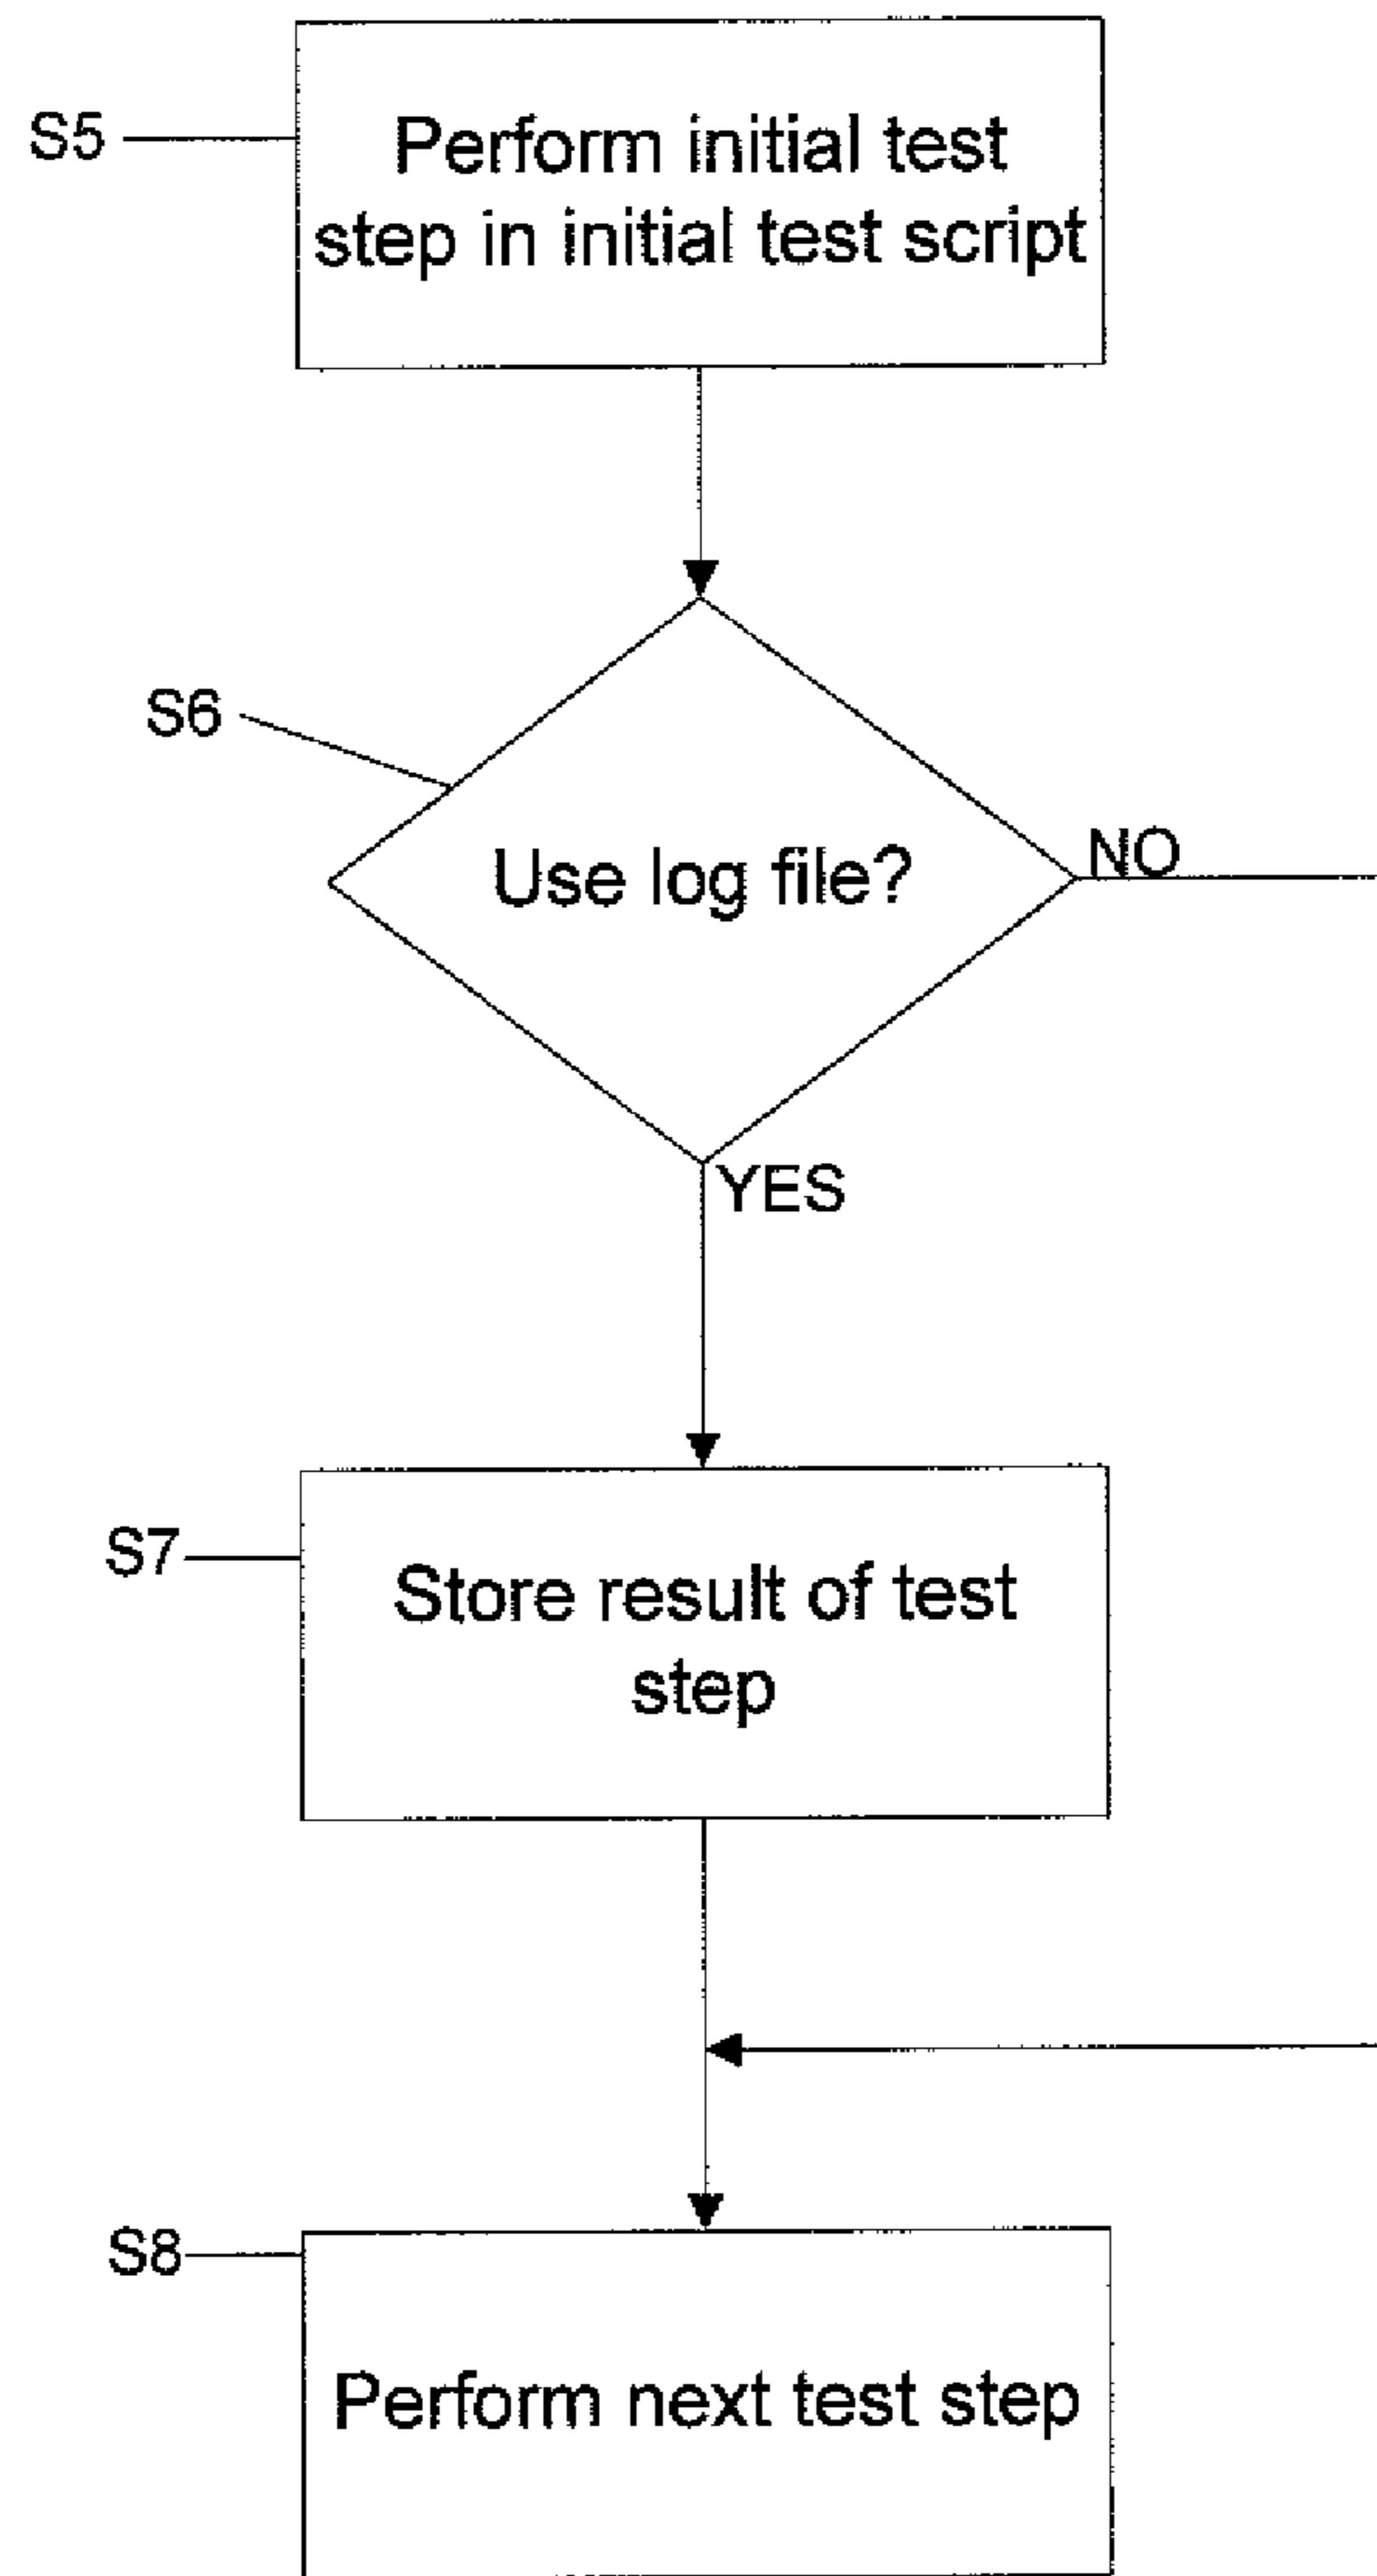 S5
Perform initial test
step in initial test script
S6
Use log file?
NO
YES
S7
Store result of test
step
S8
Perform next test step